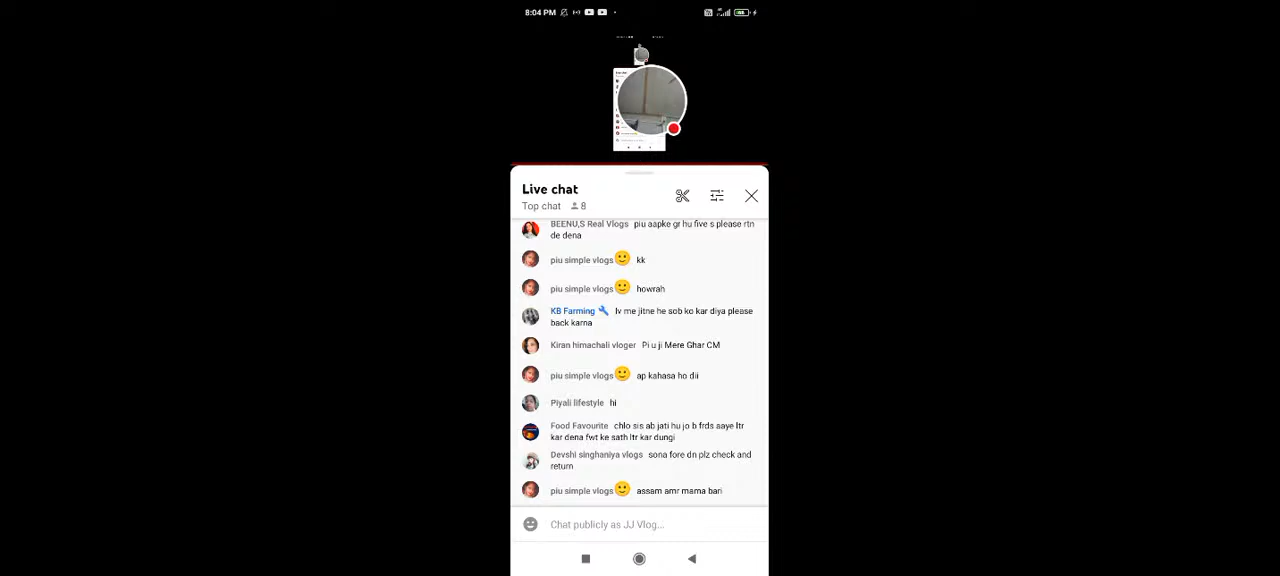 8:04 PM
Live chat
Top chat 8
BEENU,S Real Vlogs piu aapke gr hu five s please rtn
de dena
piu simple vlogs🙂 kk
piu simple vlogs🙂 howrah
KB Farming lv me jitne he sob ko kar diya please
back karna
Kiran himachali vloger Pi u ji Mere Ghar CM
piu simple vlogs🙂 ap kahasa ho dii
Piyali lifestyle hi
Food Favourite chlo sis ab jati hu jo b frds aaye ltr
kar dena fwt ke sath ltr kar dungi
Devshi singhaniya vlogs sona fore dn plz check and
return
piu simple vlogs🙂 assam amr mama bari
Chat publicly as JJ Vlog...